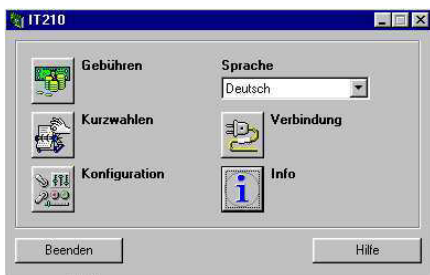 IT210
Gebühren
Sprache
Deutsch
Kurzwahlen
Verbindung
Konfiguration
Info
Beenden
Hilfe